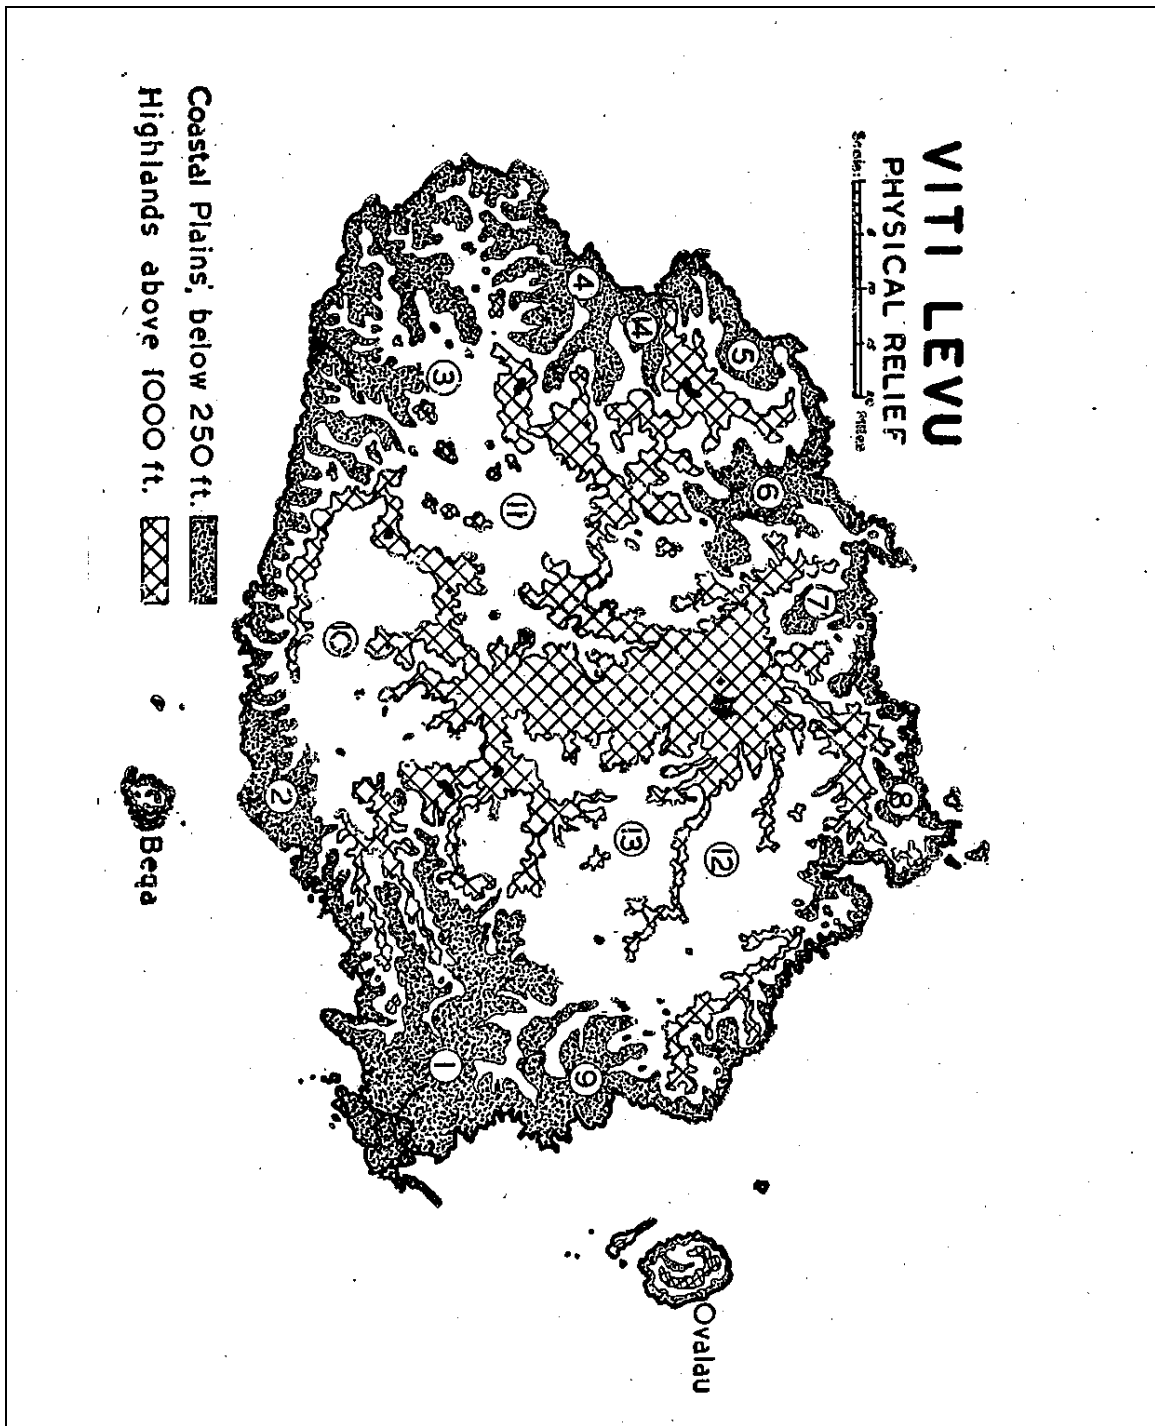 VITI LEVU
PHYSICAL RELIEF
Scale:
Miles
5
14
4
6
7
8
3
11
10
12
13
2
9
1
Coastal Plains, below 250 ft.
Highlands above 1000 ft.
Beqa
Ovalau